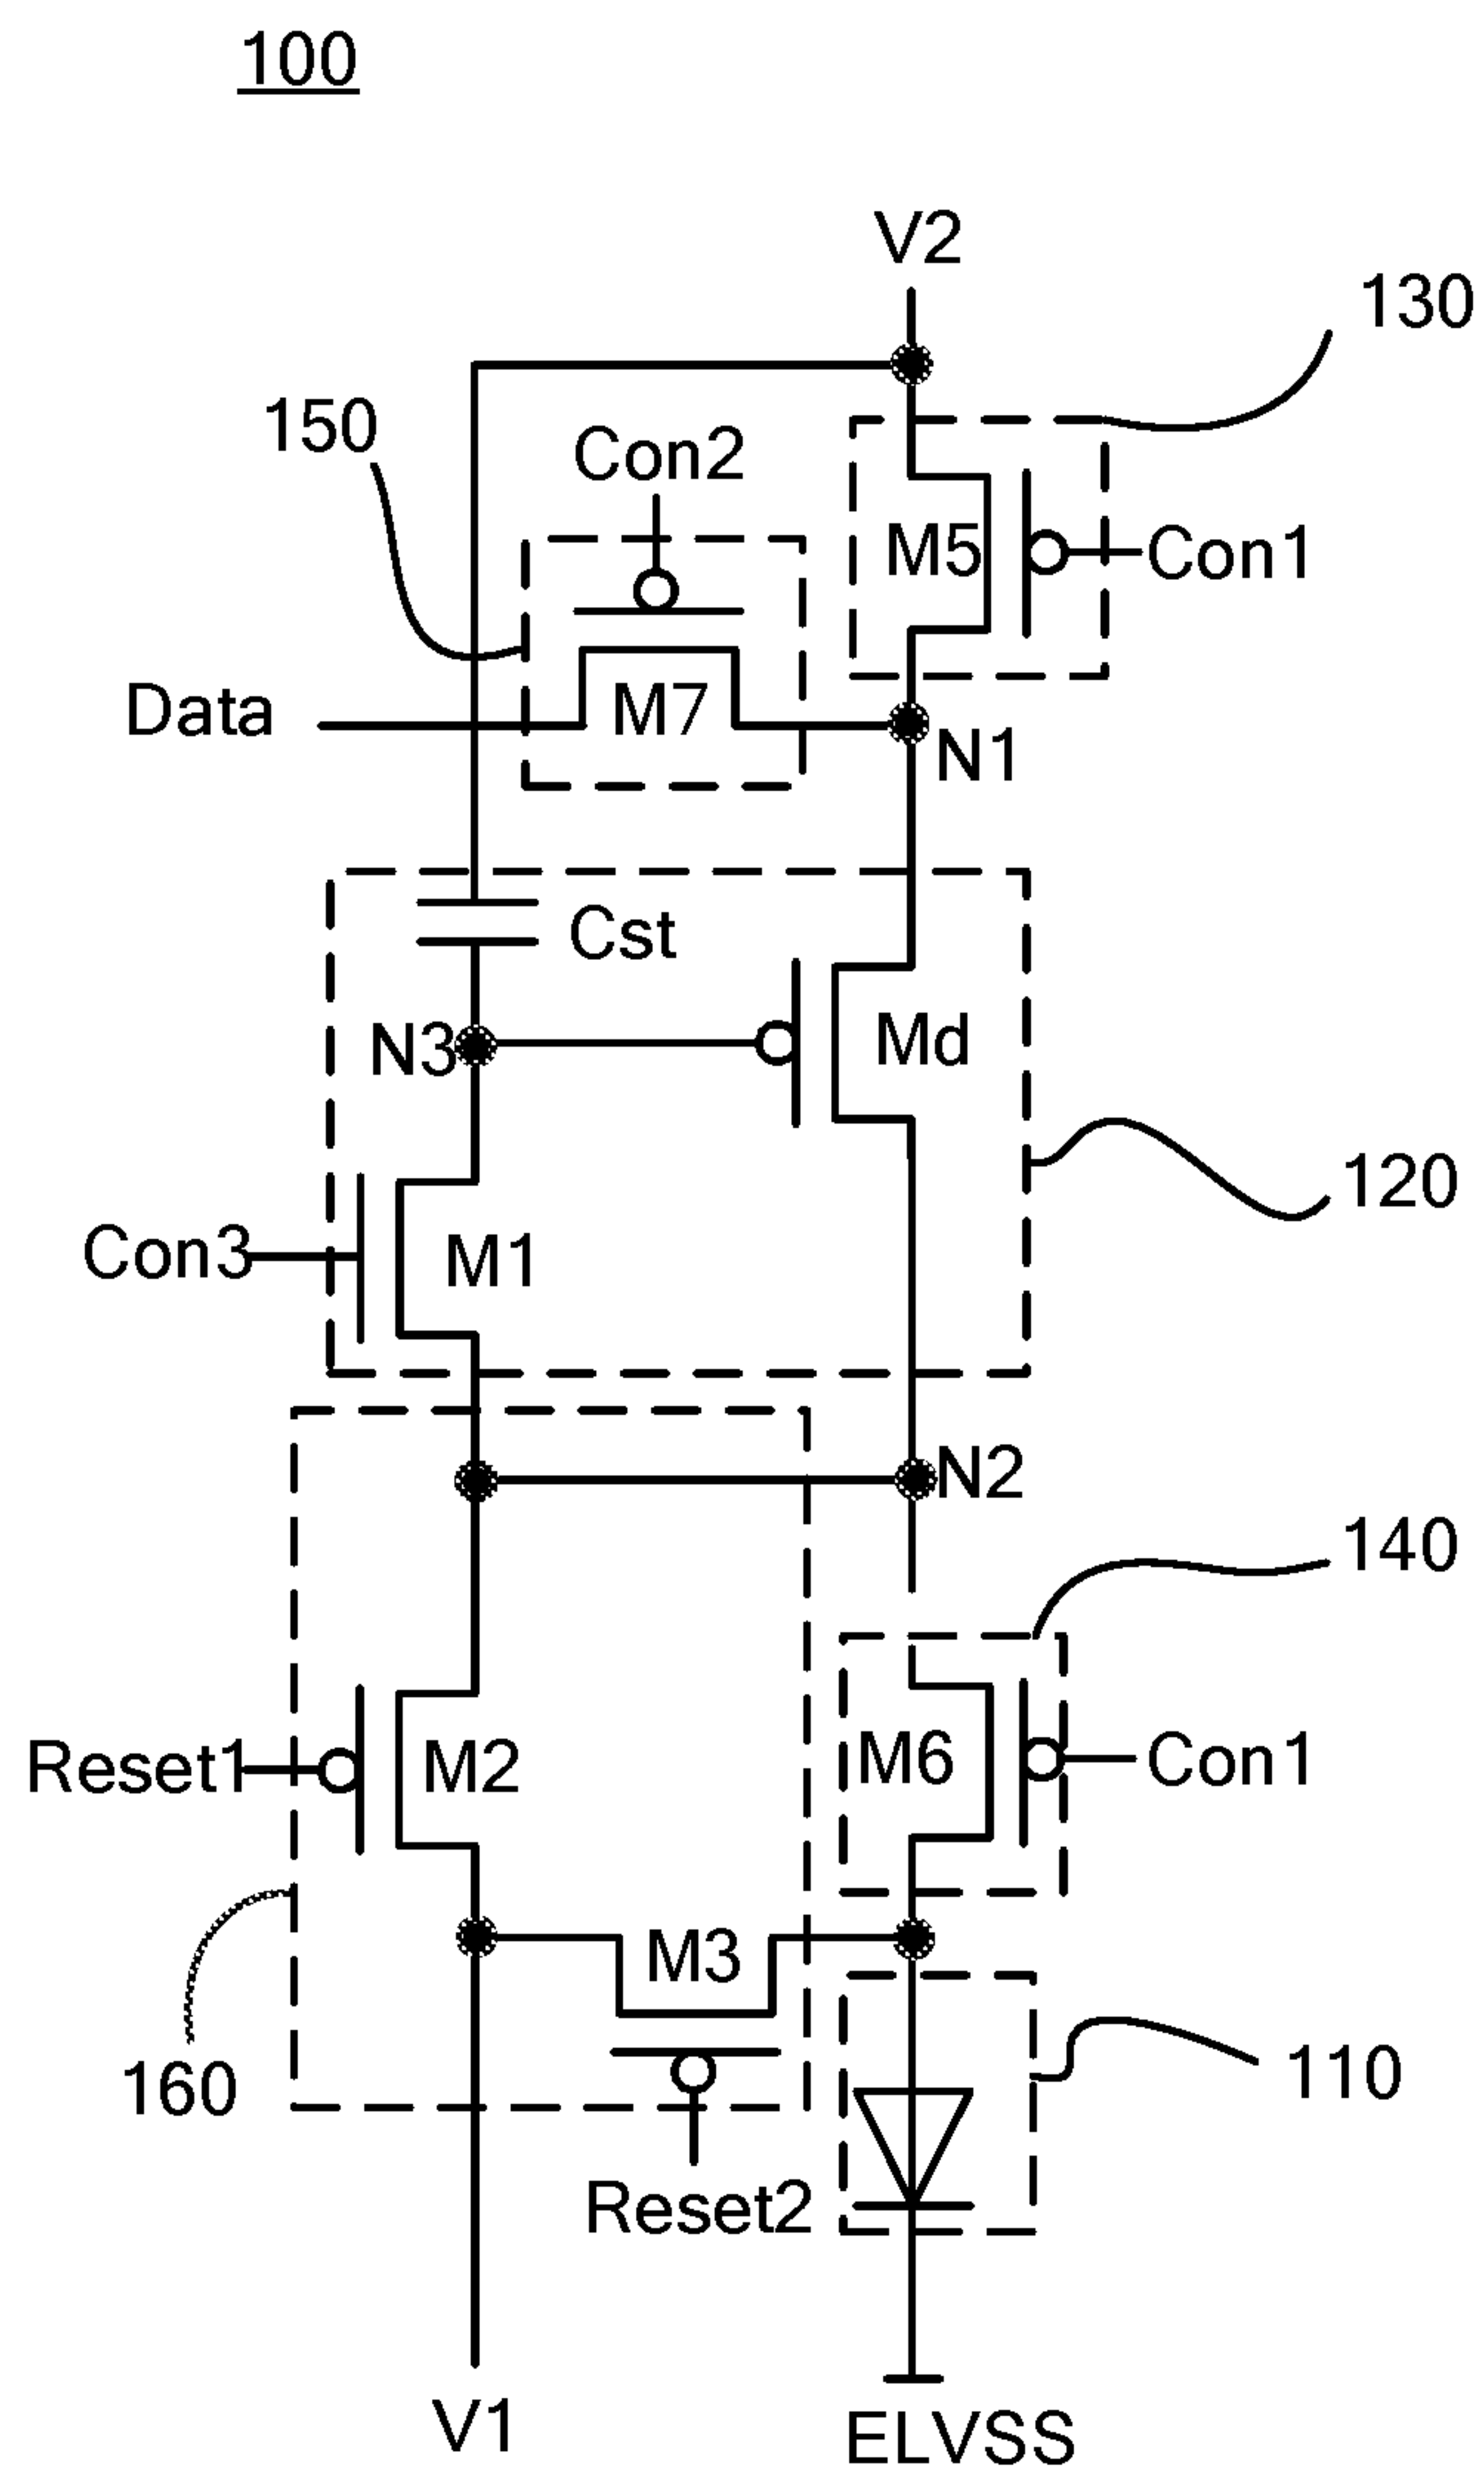 100
V2
130
150
Con2
M5
Con1
Data
M7
N1
Cst
N3
Md
120
Con3
M1
N2
140
Reset1
M2
M6
Con1
M3
160
110
Reset2
V1
ELVSS